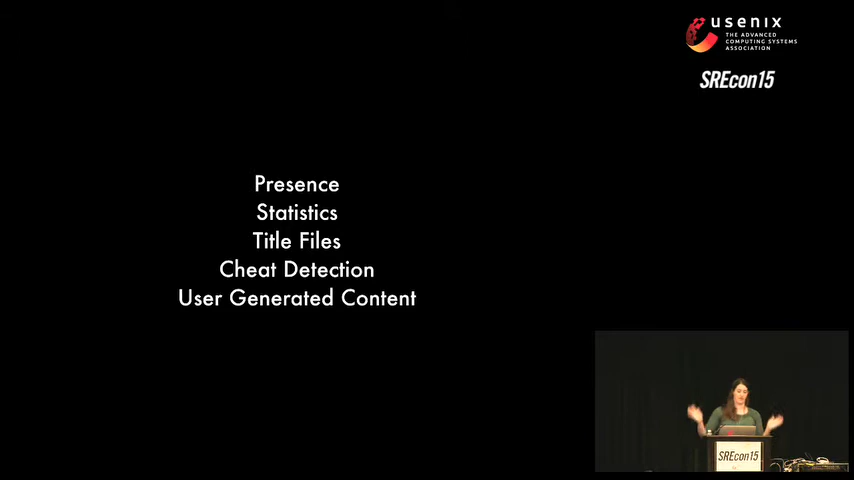 usenix
THE ADVANCED
COMPUTING SYSTEMS
ASSOCIATION
SREcon15
Presence
Statistics
Title Files
Cheat Detection
User Generated Content
SREcon15